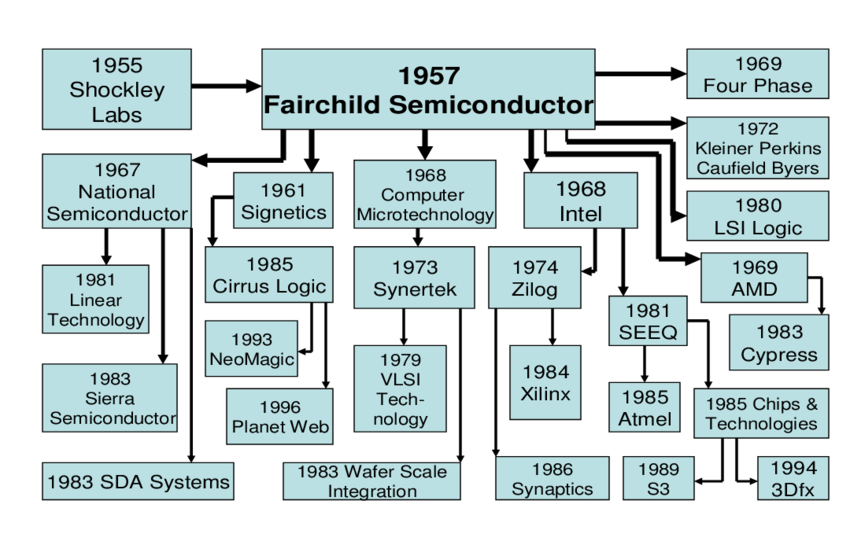 1955
Shockley
Labs
1957
Fairchild Semiconductor
1969
Four Phase
1972
Kleiner Perkins
Caufield Byers
1980
LSI Logic
1967
National
Semiconductor
1961
Signetics
1968
Computer
Microtechnology
1968
Intel
1969
AMD
1981
Linear
Technology
1985
Cirrus Logic
1973
Synertek
1974
Zilog
1981
SEEQ
1983
Cypress
1993
NeoMagic
1979
VLSI
Tech-
nology
1984
Xilinx
1983
Sierra
Semiconductor
1996
Planet Web
1985
Atmel
1985 Chips &
Technologies
1983 SDA Systems
1983 Wafer Scale
Integration
1986
Synaptics
1989
S3
1994
3Dfx